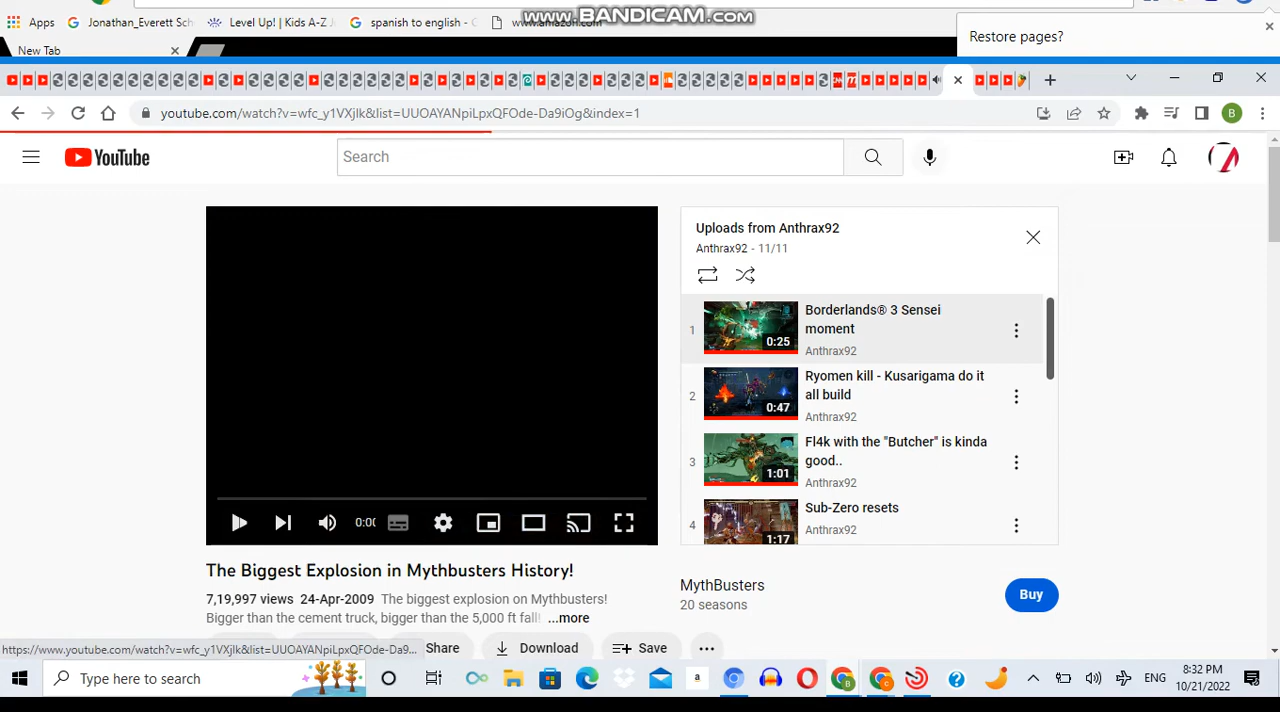 www.BANDICAM.com
Apps Jonathan_Everett Sch Level Up! | Kids A-Z spanish to english - www.amazon.com
Restore pages?
New Tab
youtube.com/watch?v=wfc_y1VXjlk&list=UUOAYANpiLpxQFOde-Da9iOg&index=1
B
YouTube
Search
Uploads from Anthrax92
Anthrax92 - 11/11
1 0:25 Borderlands® 3 Sensei
moment
Anthrax92
2 0:47 Ryomen kill - Kusarigama do it
all build
Anthrax92
3 1:01 Fl4k with the "Butcher" is kinda
good..
Anthrax92
4 1:17 Sub-Zero resets
Anthrax92
0:00
The Biggest Explosion in Mythbusters History!
7,19,997 views 24-Apr-2009 The biggest explosion on Mythbusters!
Bigger than the cement truck, bigger than the 5,000 ft fall! ...more
MythBusters
20 seasons
Buy
Share Download Save
https://www.youtube.com/watch?v=wfc_y1VXjlk&list=UUOAYANpiLpxQFOde-Da9...
Type here to search
ENG
8:32 PM
10/21/2022